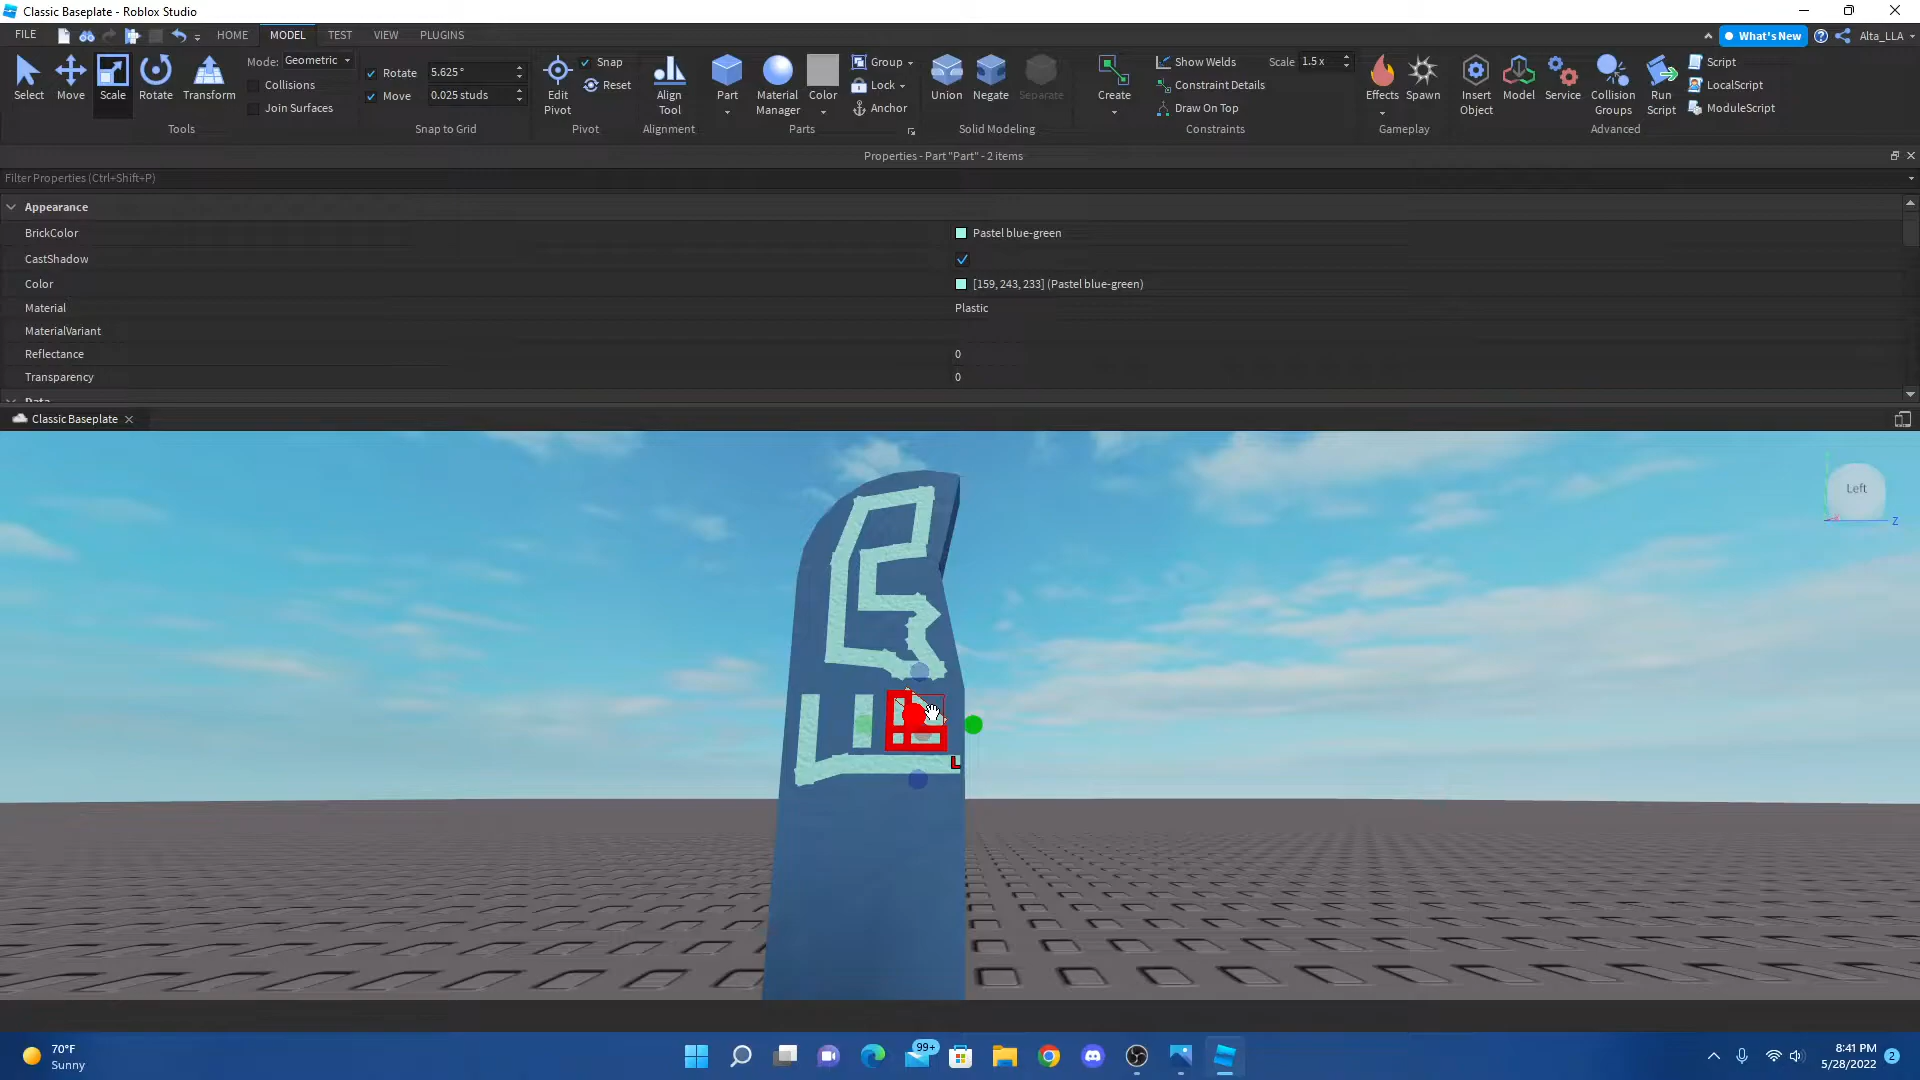 Classic Baseplate - Roblox Studio
FILE HOME MODEL TEST VIEW PLUGINS What's New Alta_LLA
Select Move Scale Rotate Transform
Mode: Geometric
Collisions
Join Surfaces
Tools
Rotate 5.625 °
Move 0.025 studs
Snap to Grid
Edit Pivot
Snap
Reset
Pivot
Align Tool
Alignment
Part
Material Manager
Color
Group
Lock
Anchor
Parts
Union Negate Separate
Solid Modeling
Create
Show Welds
Constraint Details
Draw On Top
Scale 1.5 x
Constraints
Effects Spawn
Gameplay
Insert Object
Model
Service
Collision Groups
Run Script
Script
LocalScript
ModuleScript
Advanced
Properties - Part "Part" - 2 items
Filter Properties (Ctrl+Shift+P)
Appearance
BrickColor Pastel blue-green
CastShadow
Color [159, 243, 233] (Pastel blue-green)
Material Plastic
MaterialVariant
Reflectance 0
Transparency 0
Data
Classic Baseplate
Left
Z
L
70°F
Sunny
99+
8:41 PM
5/28/2022
2